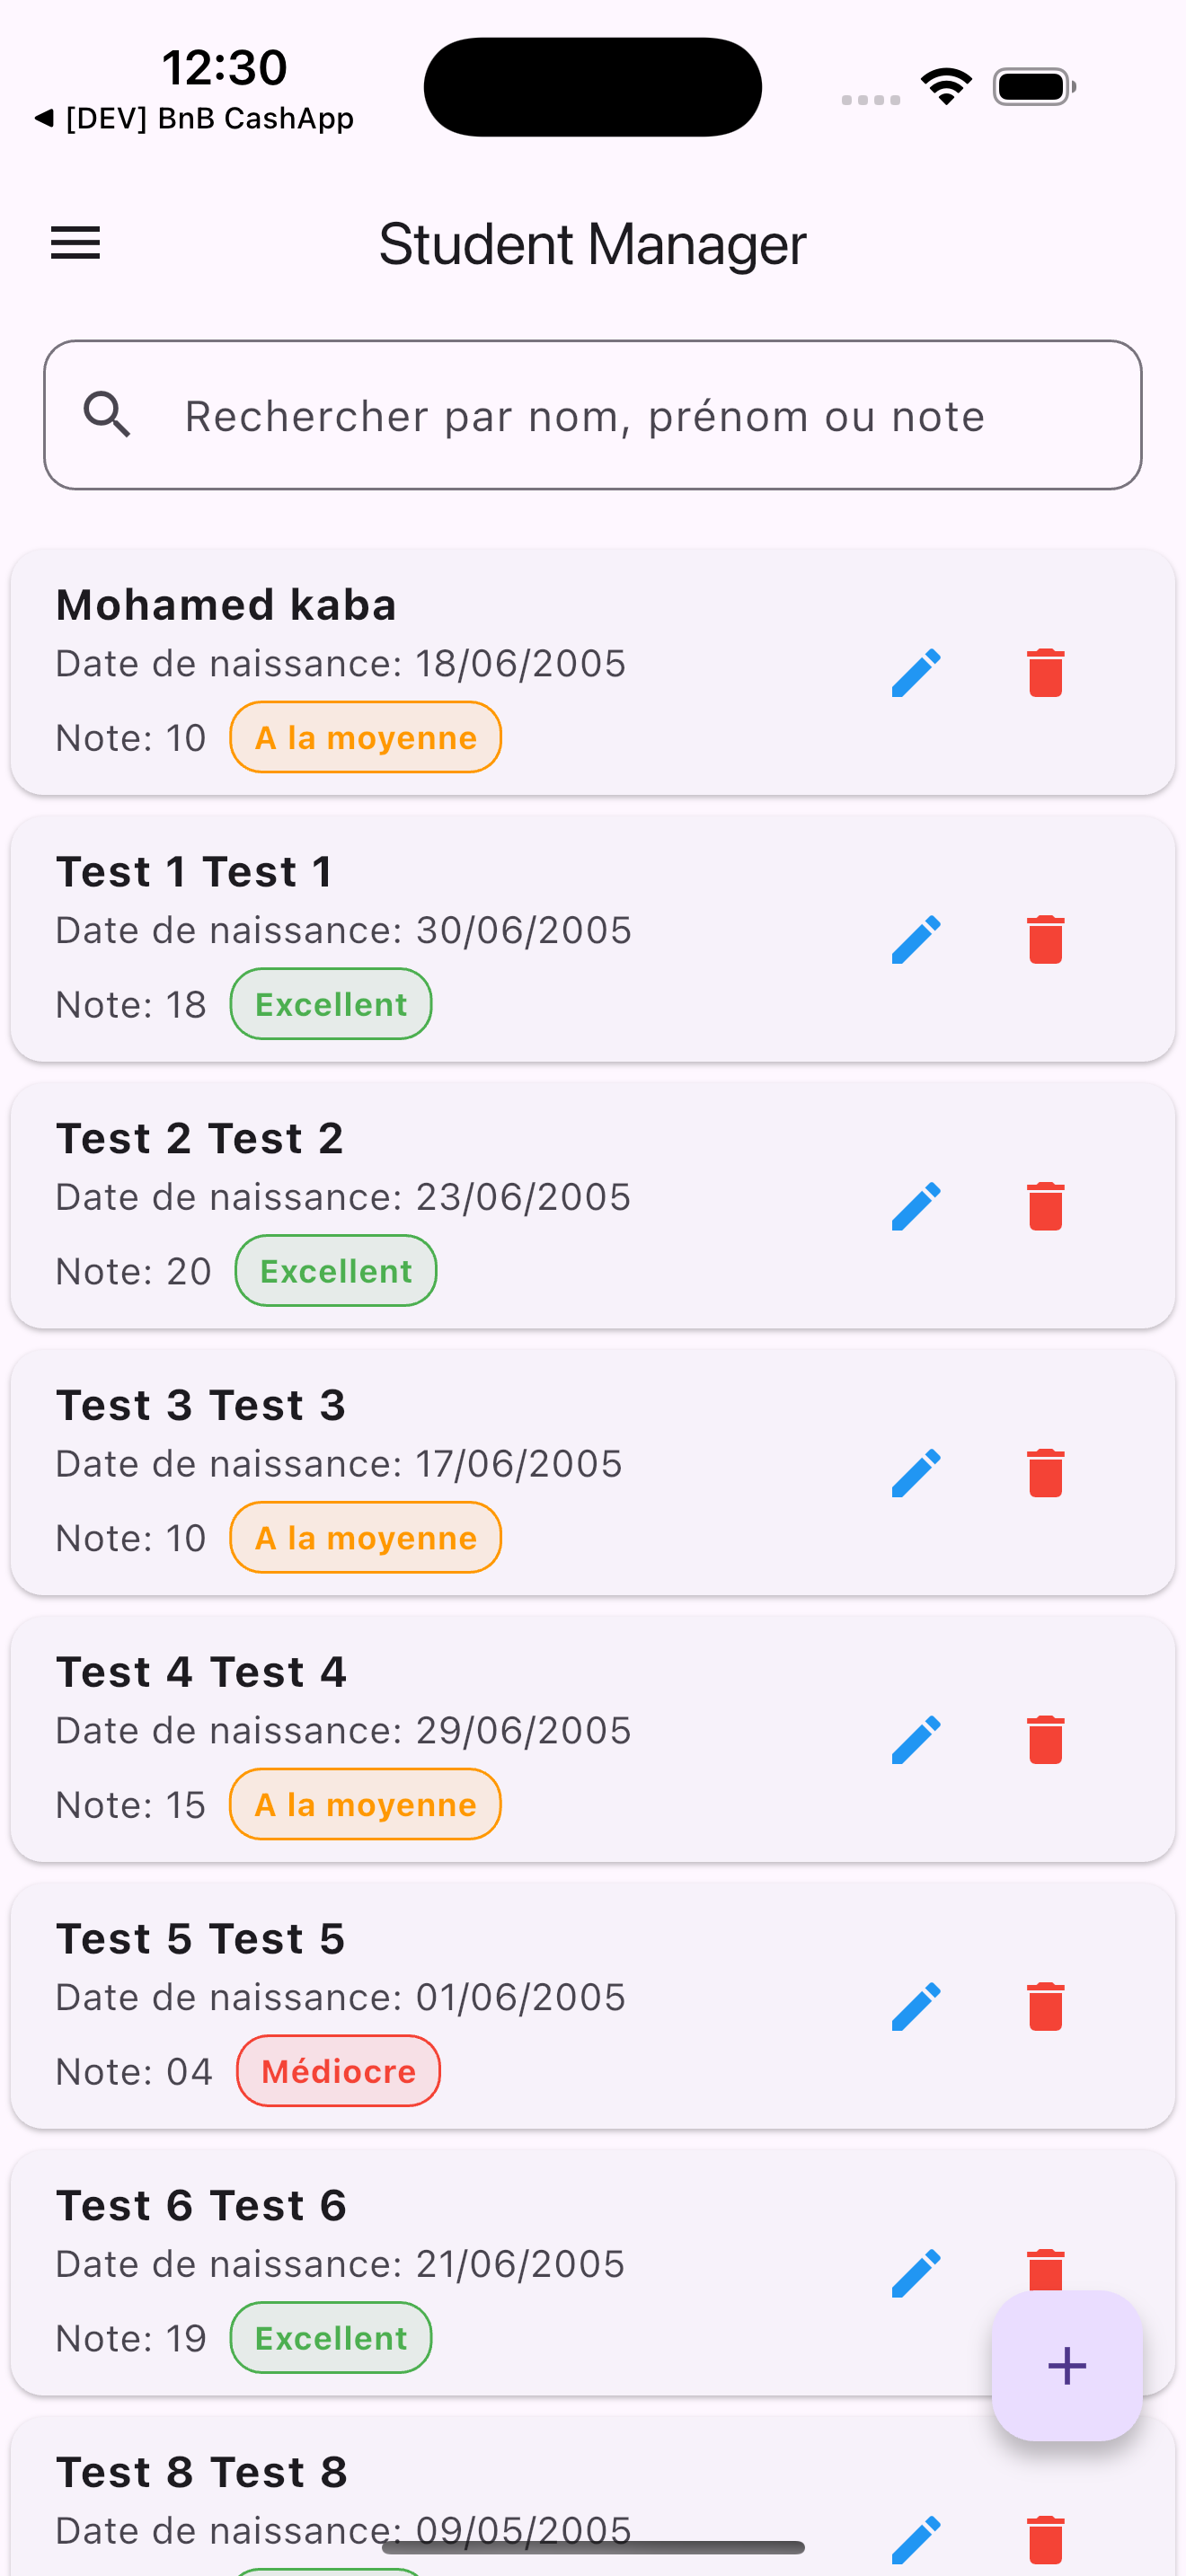 12:30
[DEV] BnB CashApp
Student Manager
Rechercher par nom, prénom ou note
Mohamed kaba
Date de naissance: 18/06/2005
Note: 10 A la moyenne
Test 1 Test 1
Date de naissance: 30/06/2005
Note: 18 Excellent
Test 2 Test 2
Date de naissance: 23/06/2005
Note: 20 Excellent
Test 3 Test 3
Date de naissance: 17/06/2005
Note: 10 A la moyenne
Test 4 Test 4
Date de naissance: 29/06/2005
Note: 15 A la moyenne
Test 5 Test 5
Date de naissance: 01/06/2005
Note: 04 Médiocre
Test 6 Test 6
Date de naissance: 21/06/2005
Note: 19 Excellent
Test 8 Test 8
Date de naissance: 09/05/2005